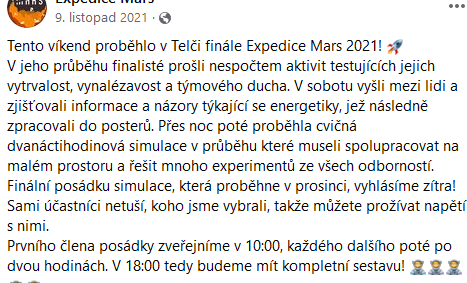 Expedice Mars
9. listopad 2021 ·
Tento víkend proběhlo v Telči finále Expedice Mars 2021! 🚀
V jeho průběhu finalisté prošli nespočtem aktivit testujících jejich
vytrvalost, vynalézavost a týmového ducha. V sobotu vyšli mezi lidi a
zjišťovali informace a názory týkající se energetiky, jež následně
zpracovali do posterů. Přes noc poté proběhla cvičná
dvanáctihodinová simulace v průběhu které museli spolupracovat na
malém prostoru a řešit mnoho experimentů ze všech odborností.
Finální posádku simulace, která proběhne v prosinci, vyhlásíme zítra!
Sami účastníci netuší, koho jsme vybrali, takže můžete prožívat napětí
s nimi.
Prvního člena posádky zveřejníme v 10:00, každého dalšího poté po
dvou hodinách. V 18:00 tedy budeme mít kompletní sestavu!